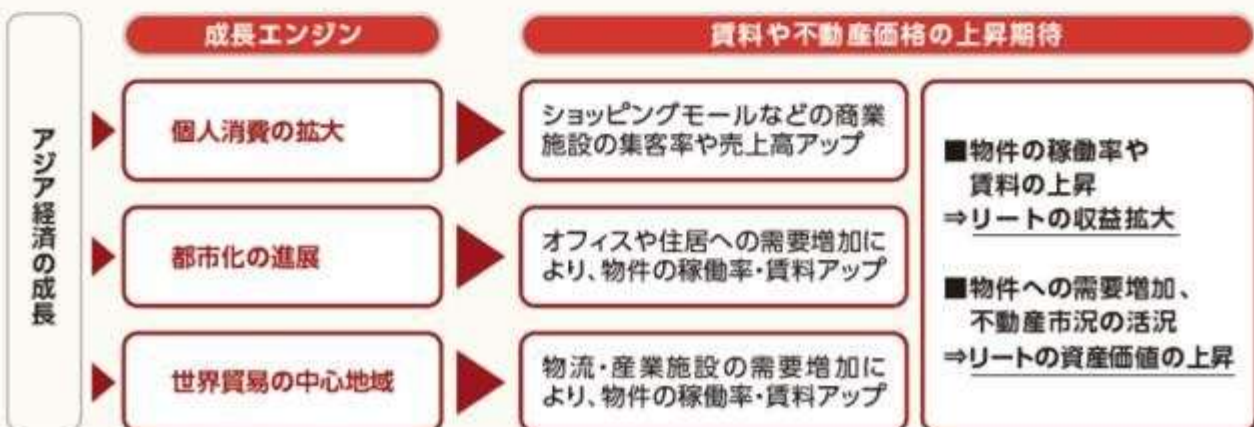 アジア経済の成長
成長エンジン
賃料や不動産価格の上昇期待
個人消費の拡大
ショッピングモールなどの商業
施設の集客率や売上高アップ
都市化の進展
オフィスや住居への需要増加に
より、物件の稼働率・賃料アップ
世界貿易の中心地域
物流・産業施設の需要増加に
より、物件の稼働率・賃料アップ
■物件の稼働率や
賃料の上昇
⇒リートの収益拡大
■物件への需要増加、
不動産市況の活況
⇒リートの資産価値の上昇